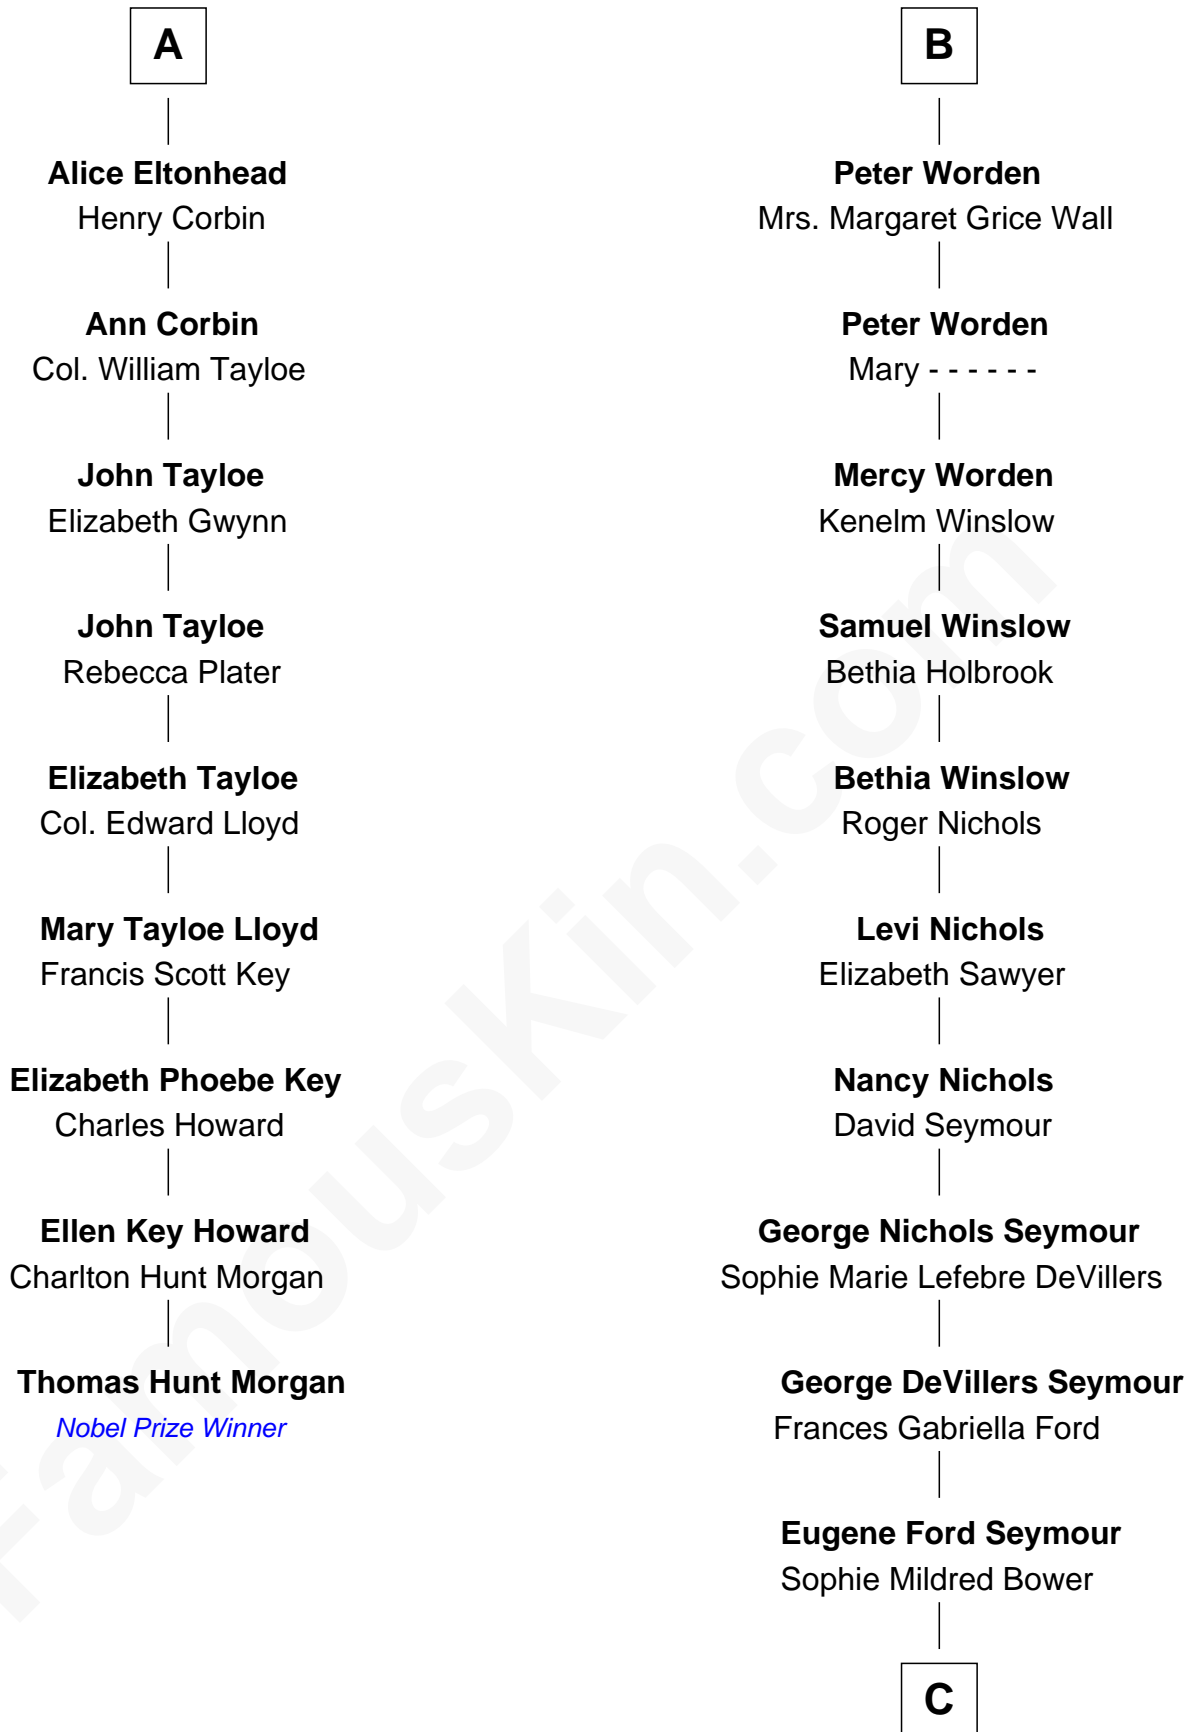 A
Alice Eltonhead
Henry Corbin
Ann Corbin
Col. William Tayloe
John Tayloe
Elizabeth Gwynn
John Tayloe
Rebecca Plater
Elizabeth Tayloe
Col. Edward Lloyd
Mary Tayloe Lloyd
Francis Scott Key
Elizabeth Phoebe Key
Charles Howard
Ellen Key Howard
Charlton Hunt Morgan
Thomas Hunt Morgan
Nobel Prize Winner
B
Peter Worden
Mrs. Margaret Grice Wall
Peter Worden
Mary - - - - - -
Mercy Worden
Kenelm Winslow
Samuel Winslow
Bethia Holbrook
Bethia Winslow
Roger Nichols
Levi Nichols
Elizabeth Sawyer
Nancy Nichols
David Seymour
George Nichols Seymour
Sophie Marie Lefebre DeVillers
George DeVillers Seymour
Frances Gabriella Ford
Eugene Ford Seymour
Sophie Mildred Bower
C
FamousKin.com